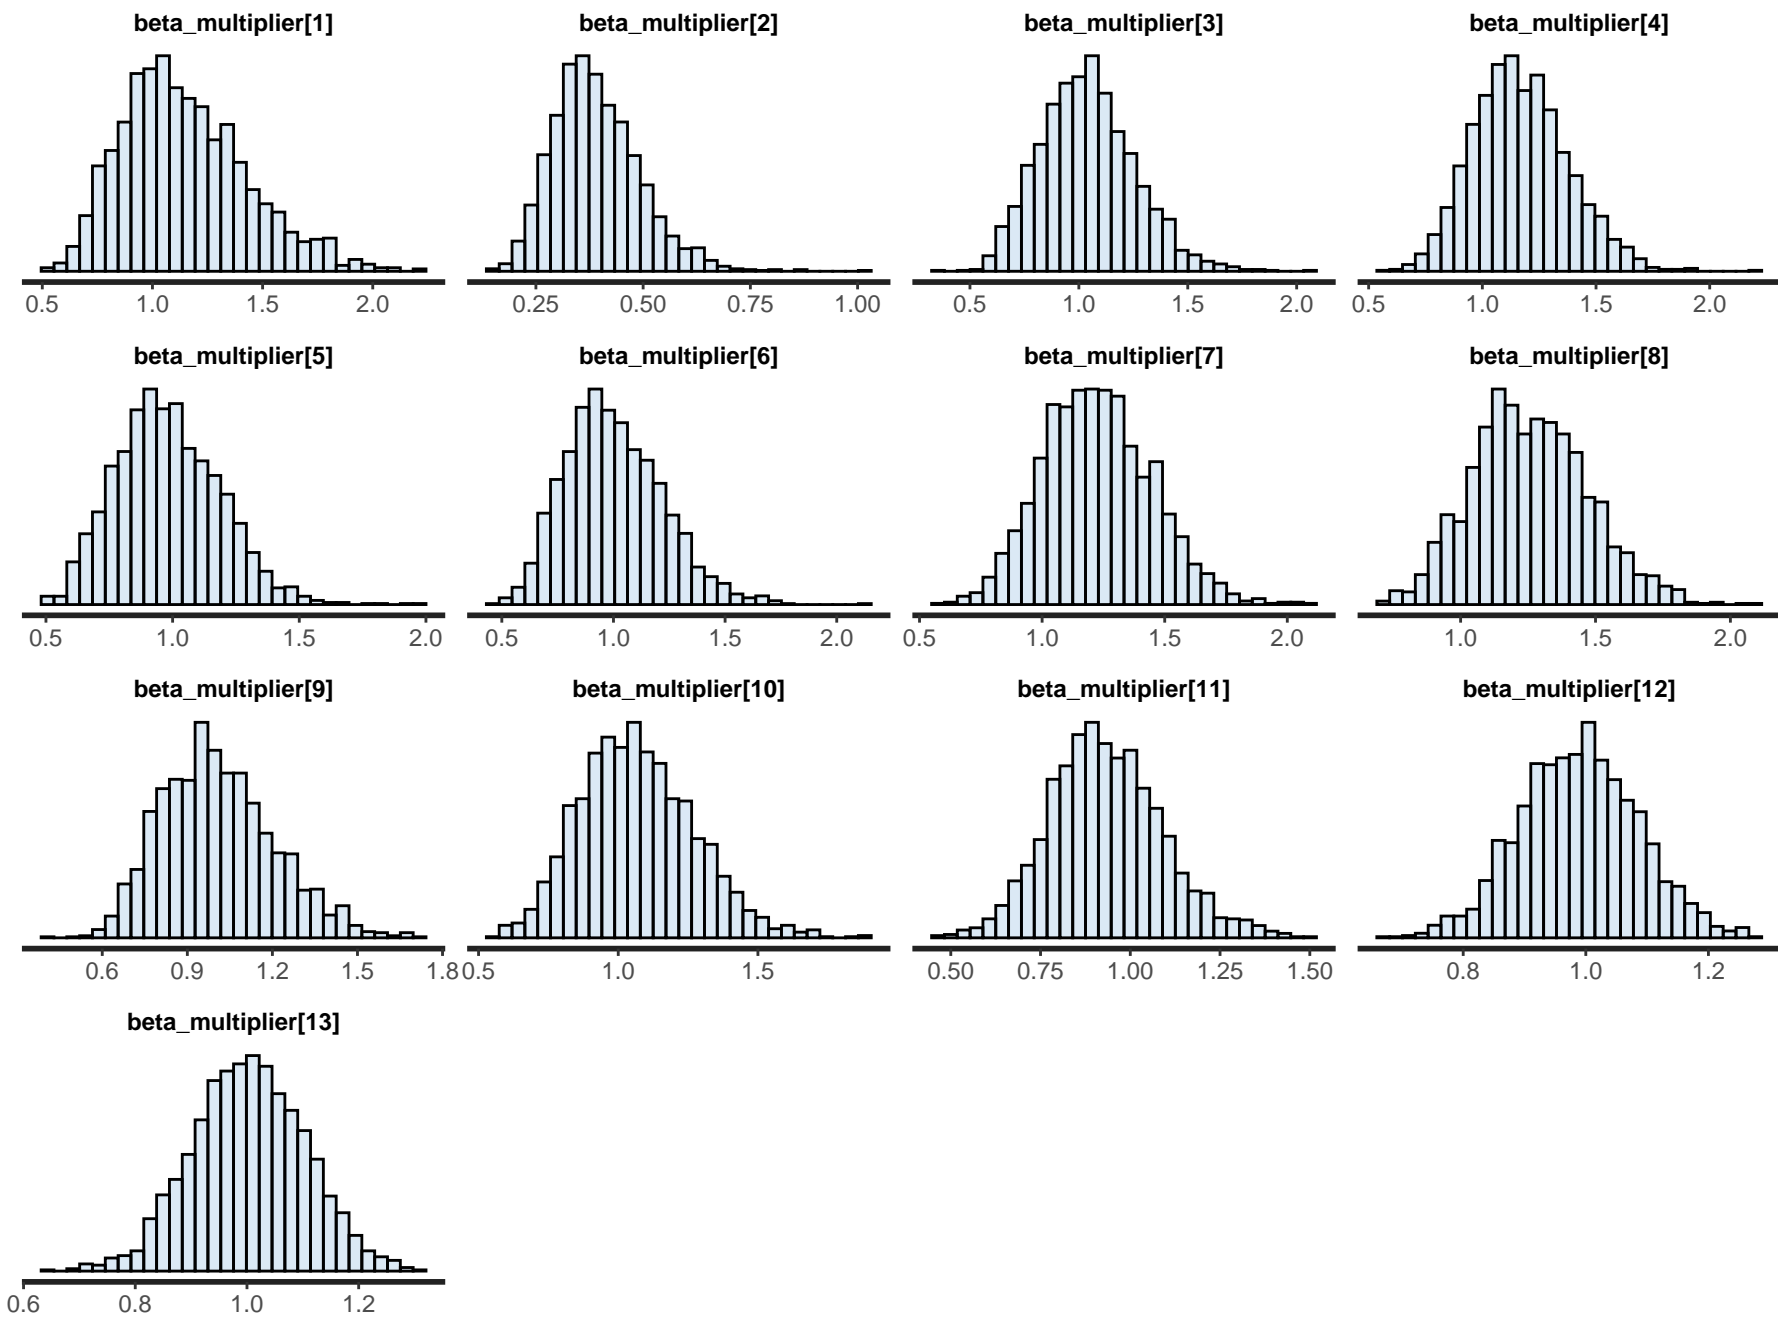 beta_multiplier[1] beta_multiplier[2] beta_multiplier[3] beta_multiplier[4]
0.5 1.0 1.5 2.0 0.25 0.50 0.75 1.00 0.5 1.0 1.5 2.0 0.5 1.0 1.5 2.0
beta_multiplier[5] beta_multiplier[6] beta_multiplier[7] beta_multiplier[8]
0.5 1.0 1.5 2.0 0.5 1.0 1.5 2.0 0.5 1.0 1.5 2.0 1.0 1.5 2.0
beta_multiplier[9] beta_multiplier[10] beta_multiplier[11] beta_multiplier[12]
0.6 0.9 1.2 1.5 1.8 0.5 1.0 1.5 0.50 0.75 1.00 1.25 1.50 0.8 1.0 1.2
beta_multiplier[13]
0.6 0.8 1.0 1.2